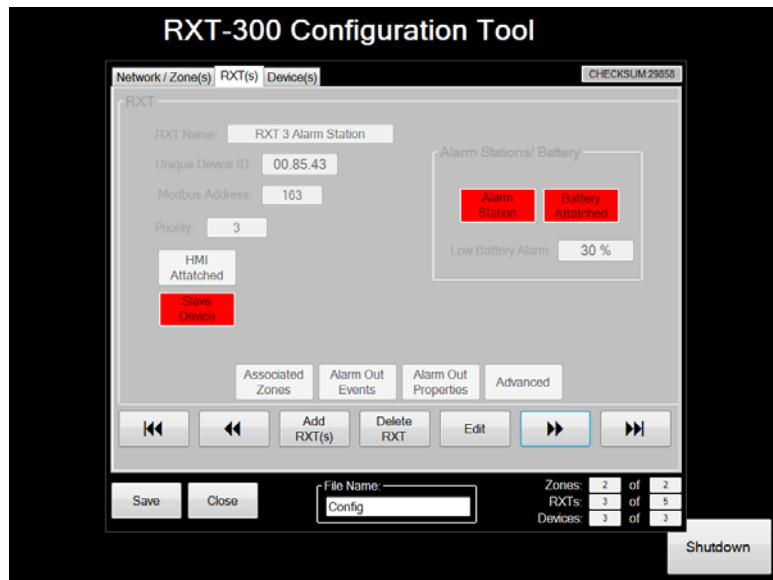 RXT-300 Configuration Tool
Network / Zone(s) RXT(s) Device(s) CHECKSUM:29858
RXT
RXT Name: RXT 3 Alarm Station
Unique Device ID: 00.85.43
Modbus Address: 163
Priority: 3
HMI
Attatched
Slave
Device
Alarm Stations/ Battery
Alarm
Station
Battery
Attatched
Low Battery Alarm: 30 %
Associated
Zones
Alarm Out
Events
Alarm Out
Properties
Advanced
Add
RXT(s)
Delete
RXT
Edit
Save
Close
File Name:
Config
Zones: 2 of 2
RXTs: 3 of 5
Devices: 3 of 3
Shutdown